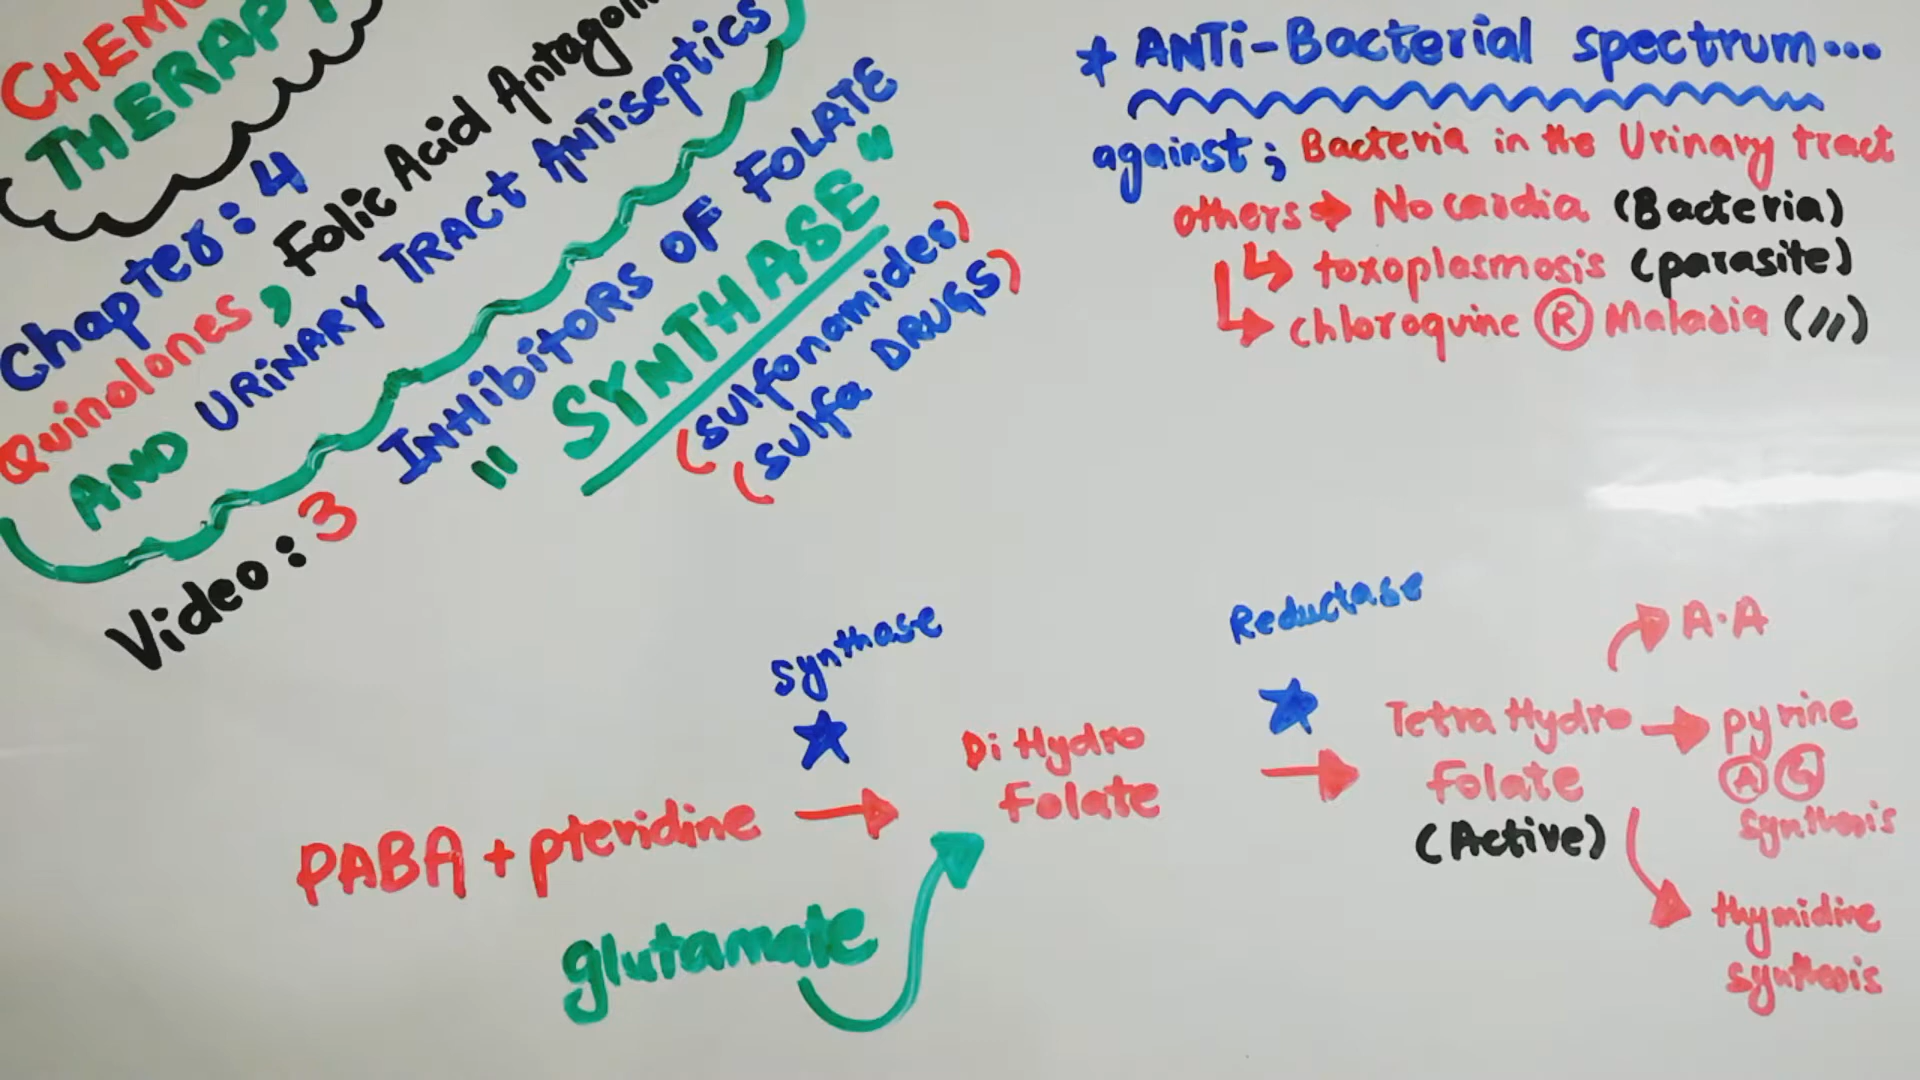 CHEMO
THERAPY
Chapter: 4
Quinolones, Folic Acid Antagoni
AND URINARY TRACT ANTiseptics
Video: 3 INHibitORS OF FOLATE
" SYNTHASE "
(sulfonamides)
(sulfa DRUGS)
* ANTi-Bacterial spectrum...
against; Bacteria in the Urinary tract
others → Nocardia (Bacteria)
↳ toxoplasmosis (parasite)
↳ chloroquine Ⓡ Malaria (//)
synthase
Reductase
PABA + pteridine → Di Hydro Folate → Tetra Hydro Folate (Active)
glutamate
A.A
pyrine
Ⓐ Ⓖ
synthesis
thymidine
synthesis